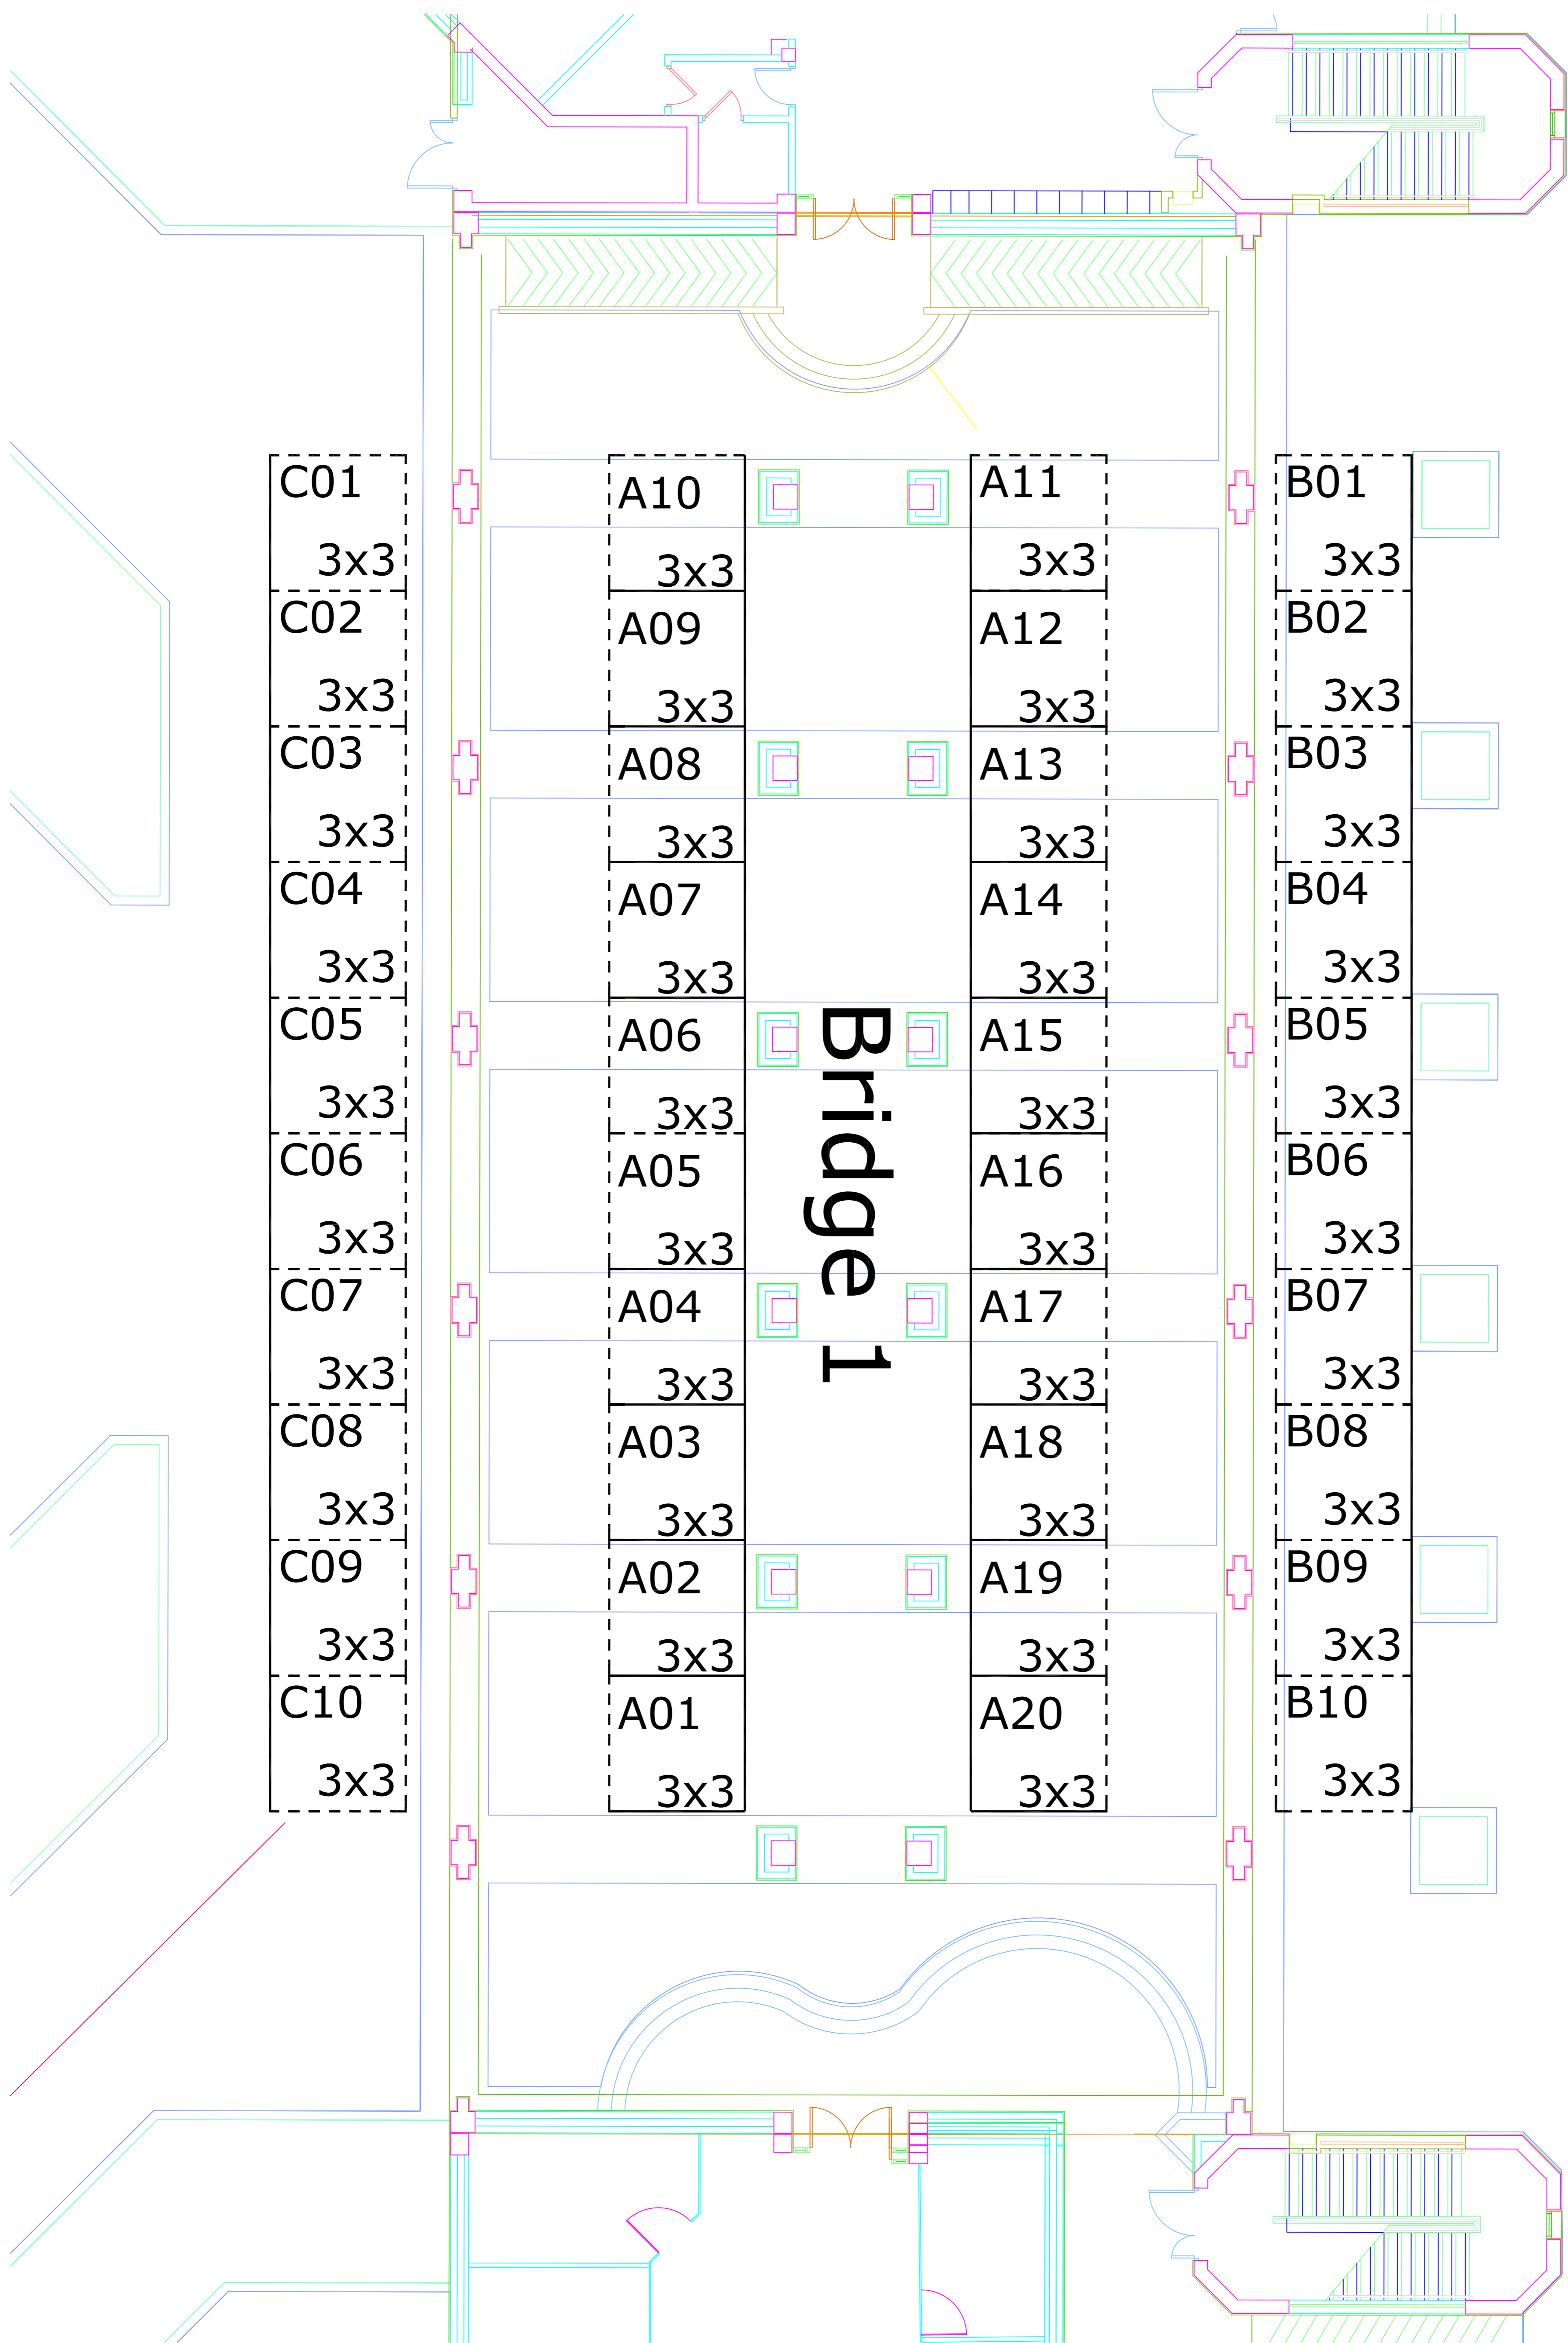 C01
3x3
C02
3x3
C03
3x3
C04
3x3
C05
3x3
C06
3x3
C07
3x3
C08
3x3
C09
3x3
C10
3x3
A10
3x3
A09
3x3
A08
3x3
A07
3x3
A06
3x3
A05
3x3
A04
3x3
A03
3x3
A02
3x3
A01
3x3
Bridge 1
A11
3x3
A12
3x3
A13
3x3
A14
3x3
A15
3x3
A16
3x3
A17
3x3
A18
3x3
A19
3x3
A20
3x3
B01
3x3
B02
3x3
B03
3x3
B04
3x3
B05
3x3
B06
3x3
B07
3x3
B08
3x3
B09
3x3
B10
3x3